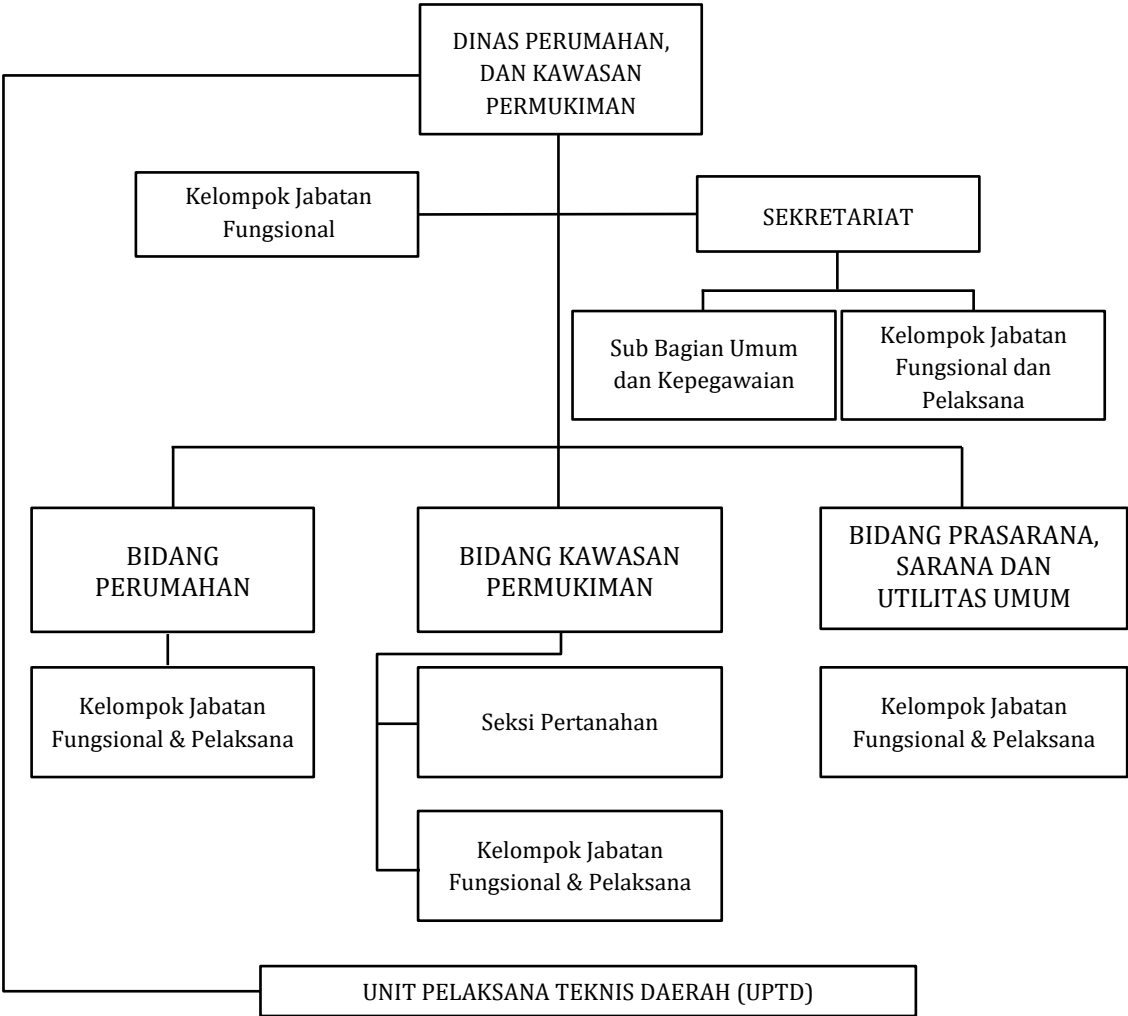 DINAS PERUMAHAN,
DAN KAWASAN
PERMUKIMAN
Kelompok Jabatan
Fungsional
SEKRETARIAT
Sub Bagian Umum
dan Kepegawaian
Kelompok Jabatan
Fungsional dan
Pelaksana
BIDANG
PERUMAHAN
BIDANG KAWASAN
PERMUKIMAN
BIDANG PRASARANA,
SARANA DAN
UTILITAS UMUM
Kelompok Jabatan
Fungsional & Pelaksana
Seksi Pertanahan
Kelompok Jabatan
Fungsional & Pelaksana
Kelompok Jabatan
Fungsional & Pelaksana
UNIT PELAKSANA TEKNIS DAERAH (UPTD)